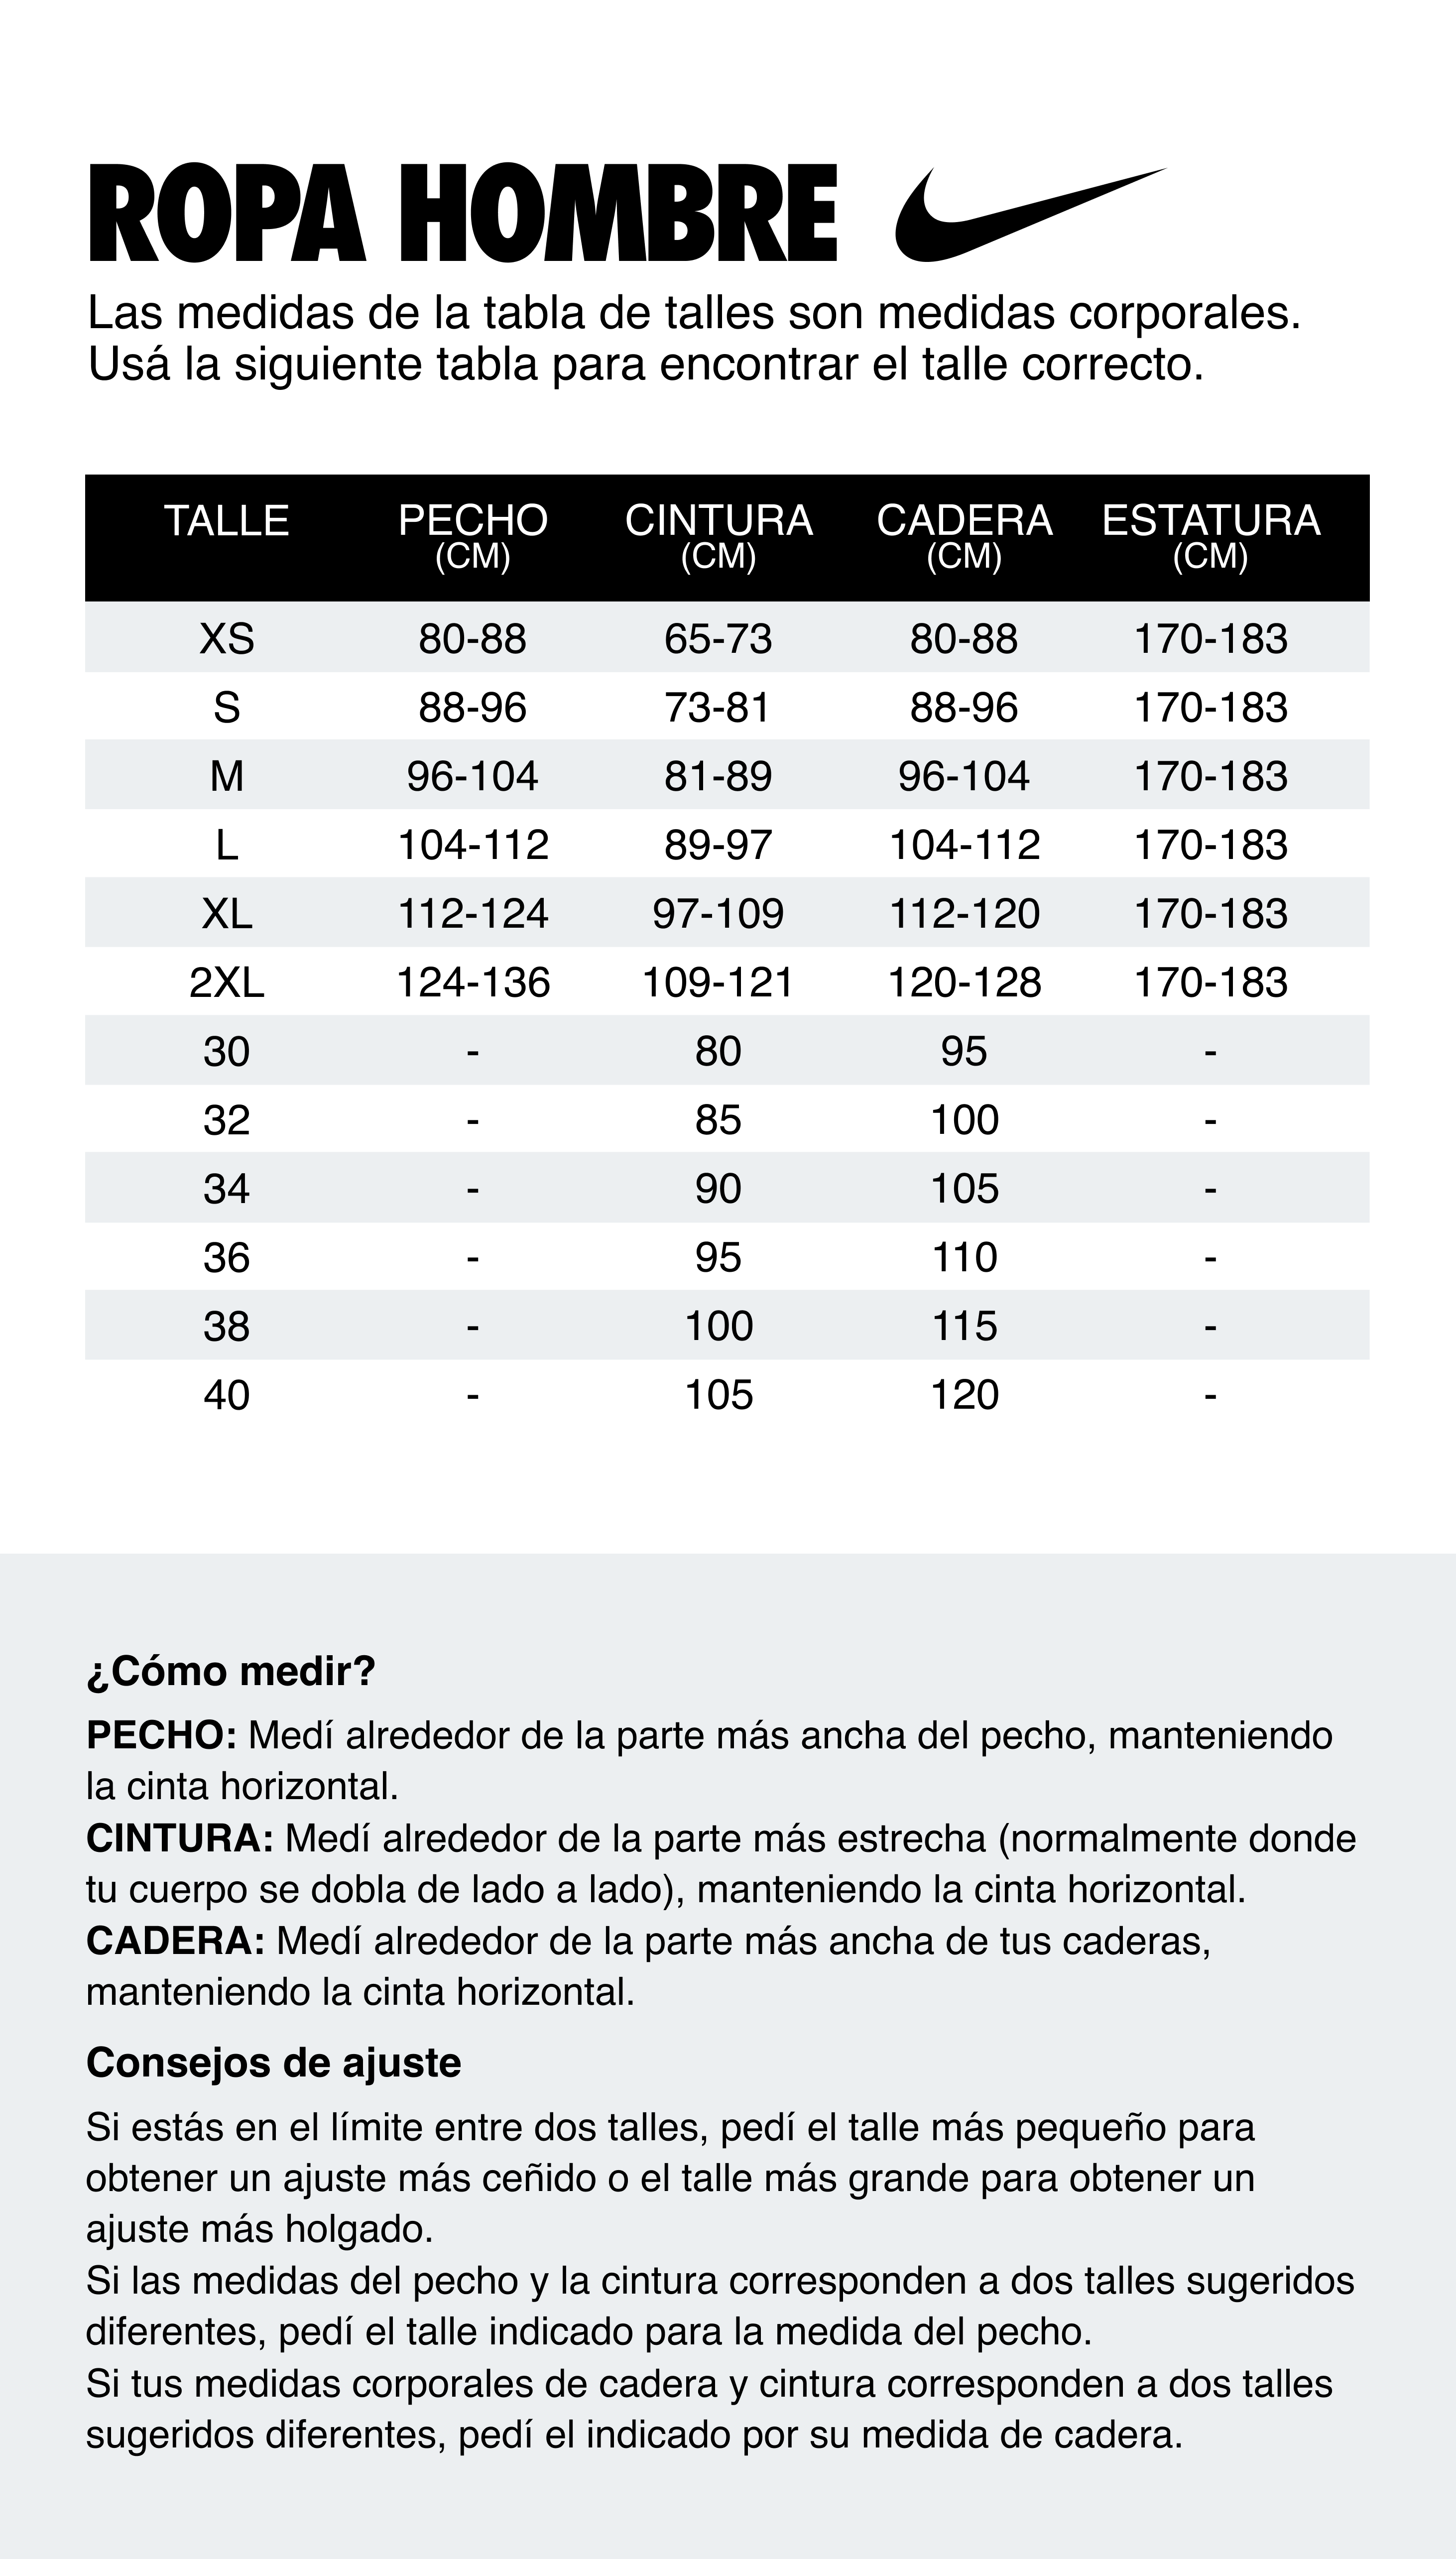 ROPA HOMBRE
Las medidas de la tabla de talles son medidas corporales.
Usá la siguiente tabla para encontrar el talle correcto.
TALLE PECHO CINTURA CADERA ESTATURA
(CM) (CM) (CM) (CM)
XS 80-88 65-73 80-88 170-183
S 88-96 73-81 88-96 170-183
M 96-104 81-89 96-104 170-183
L 104-112 89-97 104-112 170-183
XL 112-124 97-109 112-120 170-183
2XL 124-136 109-121 120-128 170-183
30 - 80 95 -
32 - 85 100 -
34 - 90 105 -
36 - 95 110 -
38 - 100 115 -
40 - 105 120 -
¿Cómo medir?
PECHO: Medí alrededor de la parte más ancha del pecho, manteniendo
la cinta horizontal.
CINTURA: Medí alrededor de la parte más estrecha (normalmente donde
tu cuerpo se dobla de lado a lado), manteniendo la cinta horizontal.
CADERA: Medí alrededor de la parte más ancha de tus caderas,
manteniendo la cinta horizontal.
Consejos de ajuste
Si estás en el límite entre dos talles, pedí el talle más pequeño para
obtener un ajuste más ceñido o el talle más grande para obtener un
ajuste más holgado.
Si las medidas del pecho y la cintura corresponden a dos talles sugeridos
diferentes, pedí el talle indicado para la medida del pecho.
Si tus medidas corporales de cadera y cintura corresponden a dos talles
sugeridos diferentes, pedí el indicado por su medida de cadera.